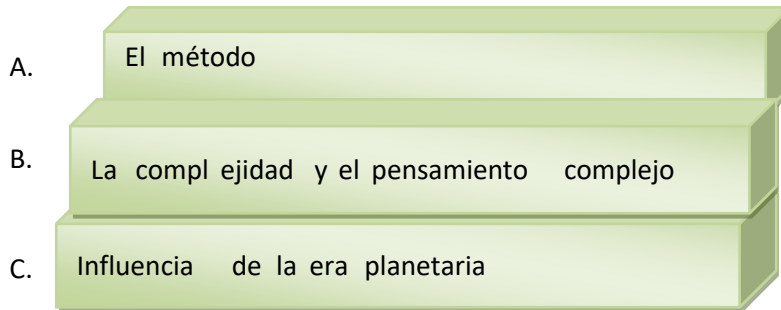 A. El método
B. La compl ejidad y el pensamiento complejo
C. Influencia de la era planetaria